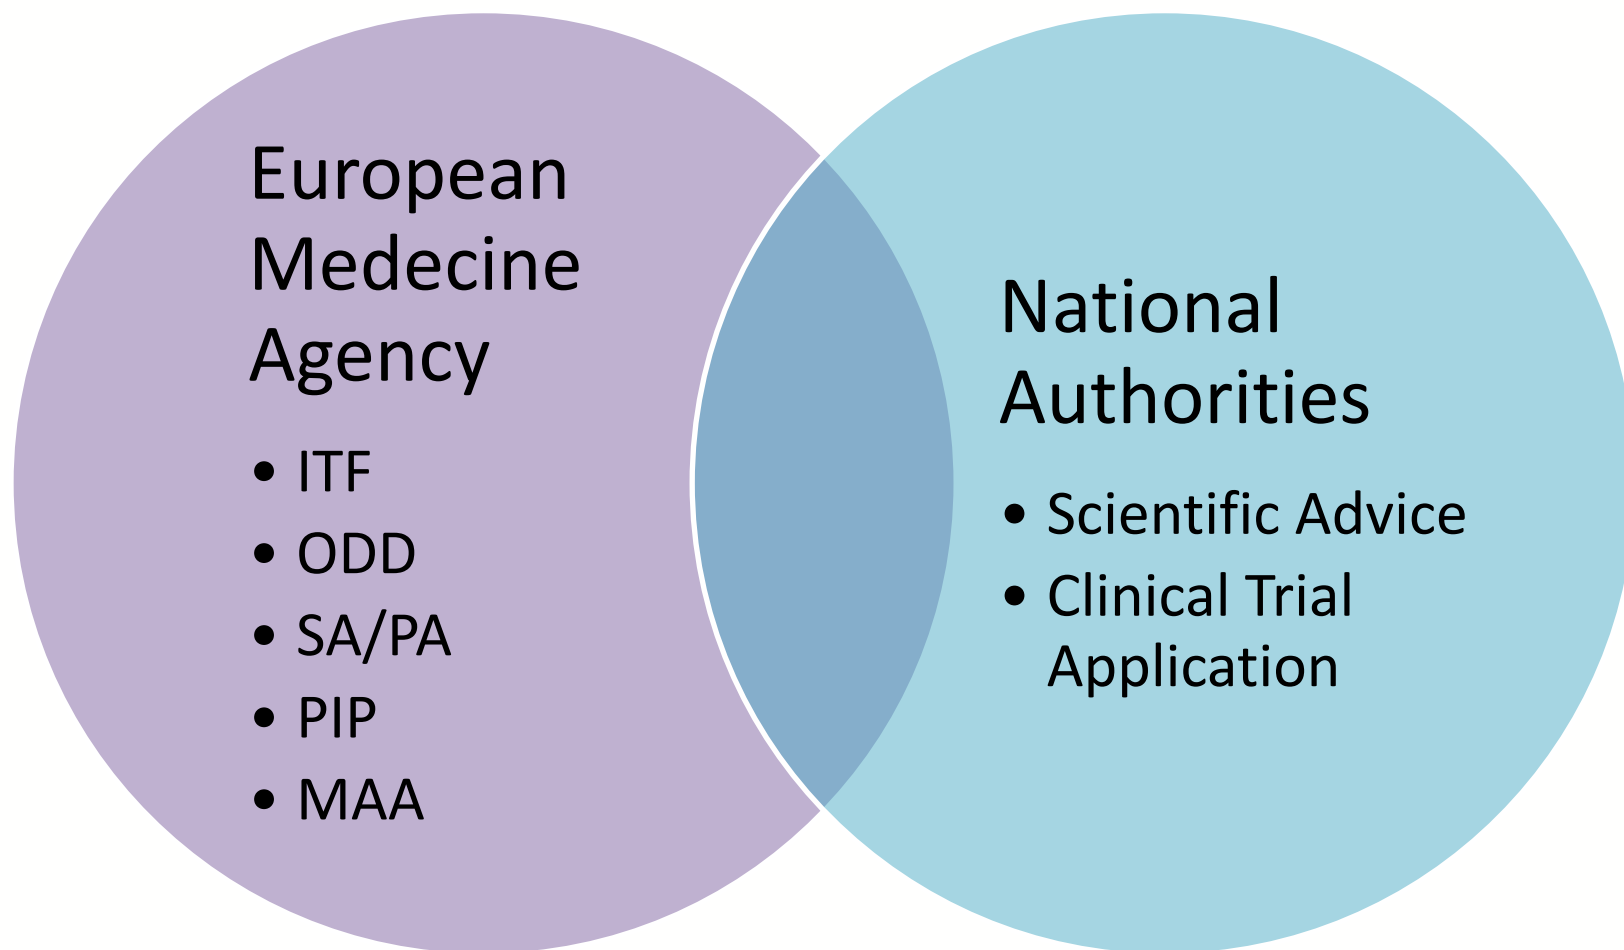 European
Medecine
Agency
• ITF
• ODD
• SA/PA
• PIP
• MAA
National
Authorities
• Scientific Advice
• Clinical Trial
Application